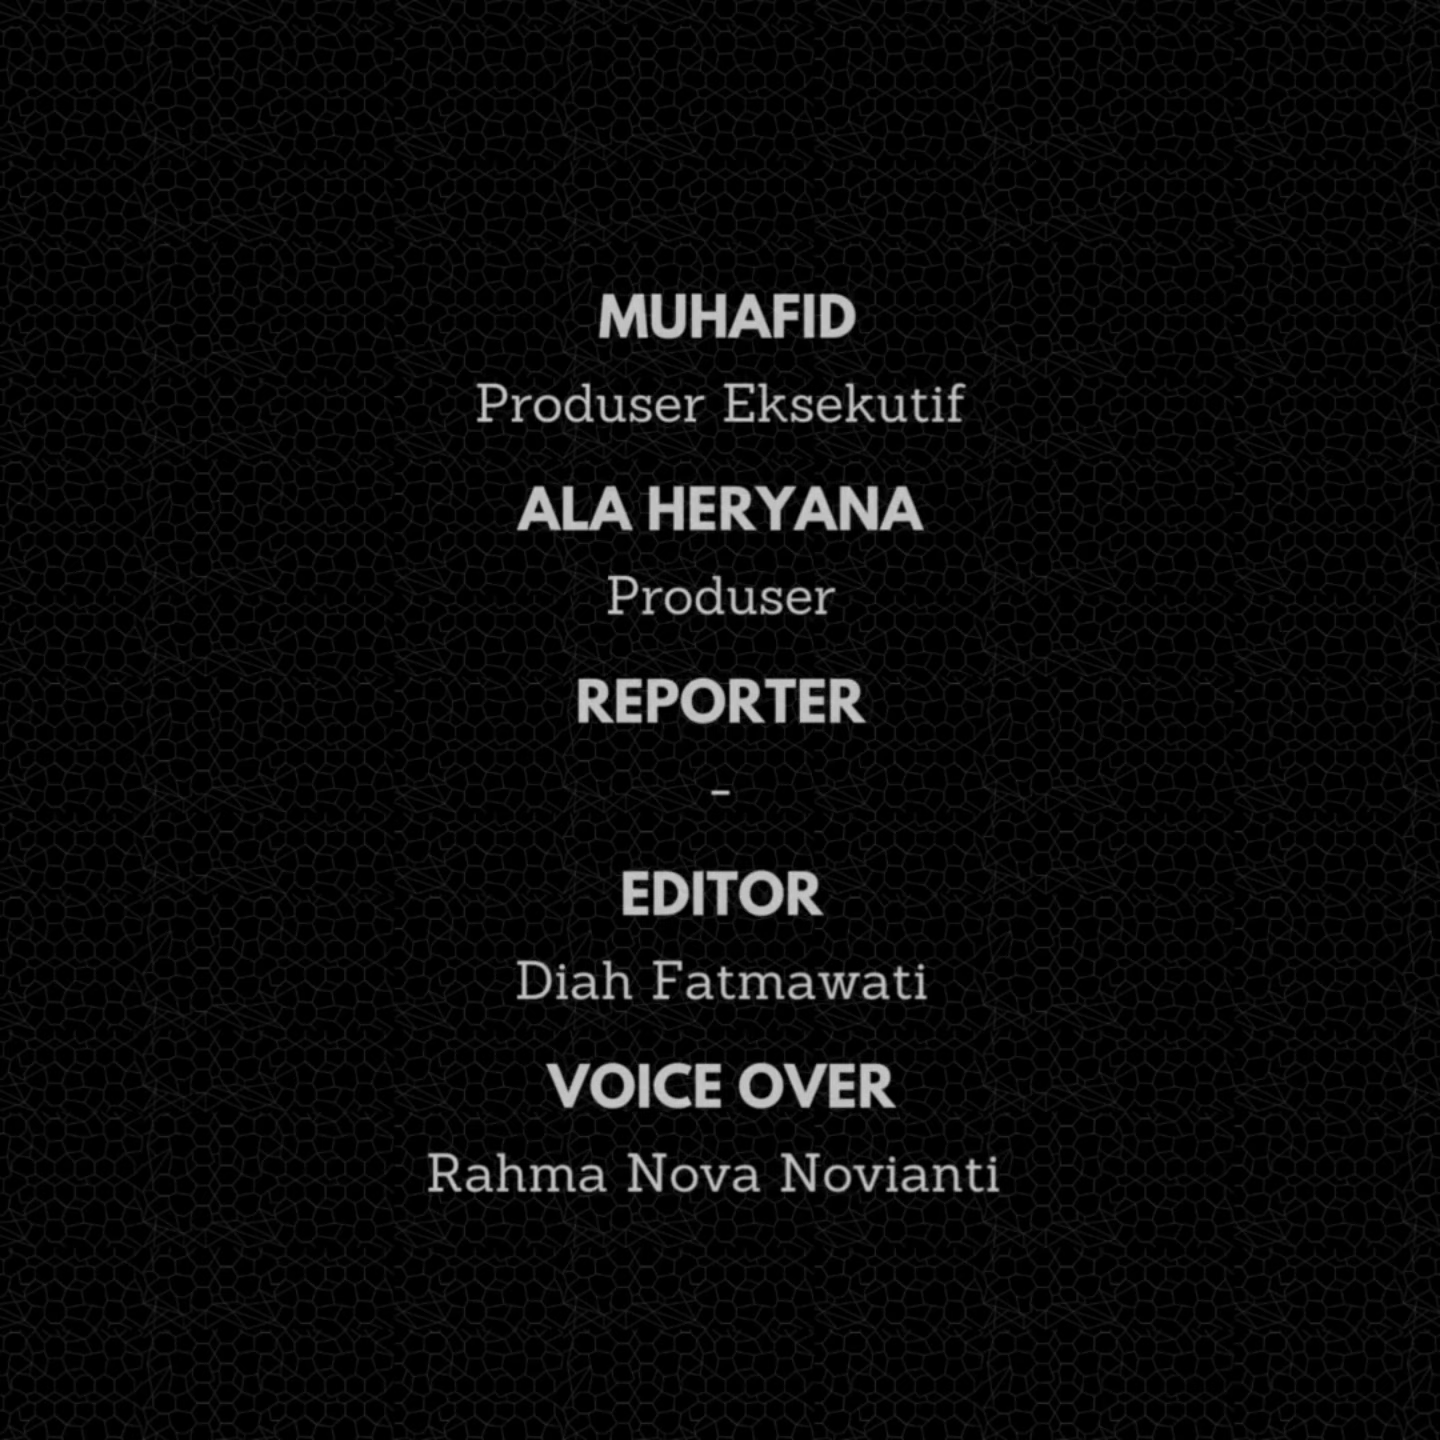 MUHAFID
Produser Eksekutif
ALA HERYANA
Produser
REPORTER
-
EDITOR
Diah Fatmawati
VOICE OVER
Rahma Nova Novianti